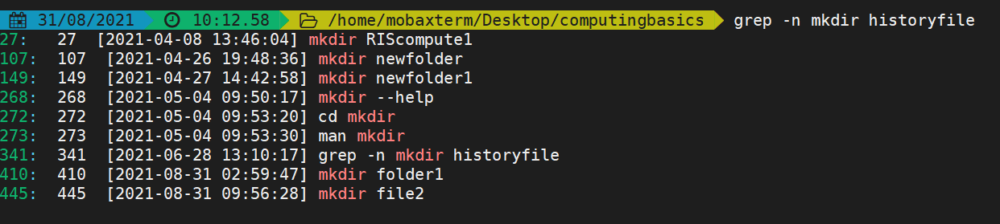 31/08/2021 10:12.58 /home/mobaxterm/Desktop/computingbasics grep -n mkdir historyfile
27:   27  [2021-04-08 13:46:04] mkdir RIScompute1
107:  107  [2021-04-26 19:48:36] mkdir newfolder
149:  149  [2021-04-27 14:42:58] mkdir newfolder1
268:  268  [2021-05-04 09:50:17] mkdir --help
272:  272  [2021-05-04 09:53:20] cd mkdir
273:  273  [2021-05-04 09:53:30] man mkdir
341:  341  [2021-06-28 13:10:17] grep -n mkdir historyfile
410:  410  [2021-08-31 02:59:47] mkdir folder1
445:  445  [2021-08-31 09:56:28] mkdir file2